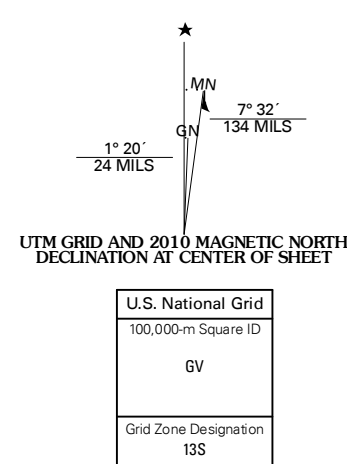 ★
MN
GN
7° 32´
134 MILS
1° 20´
24 MILS
UTM GRID AND 2010 MAGNETIC NORTH
DECLINATION AT CENTER OF SHEET
U.S. National Grid
100,000-m Square ID
GV
Grid Zone Designation
13S